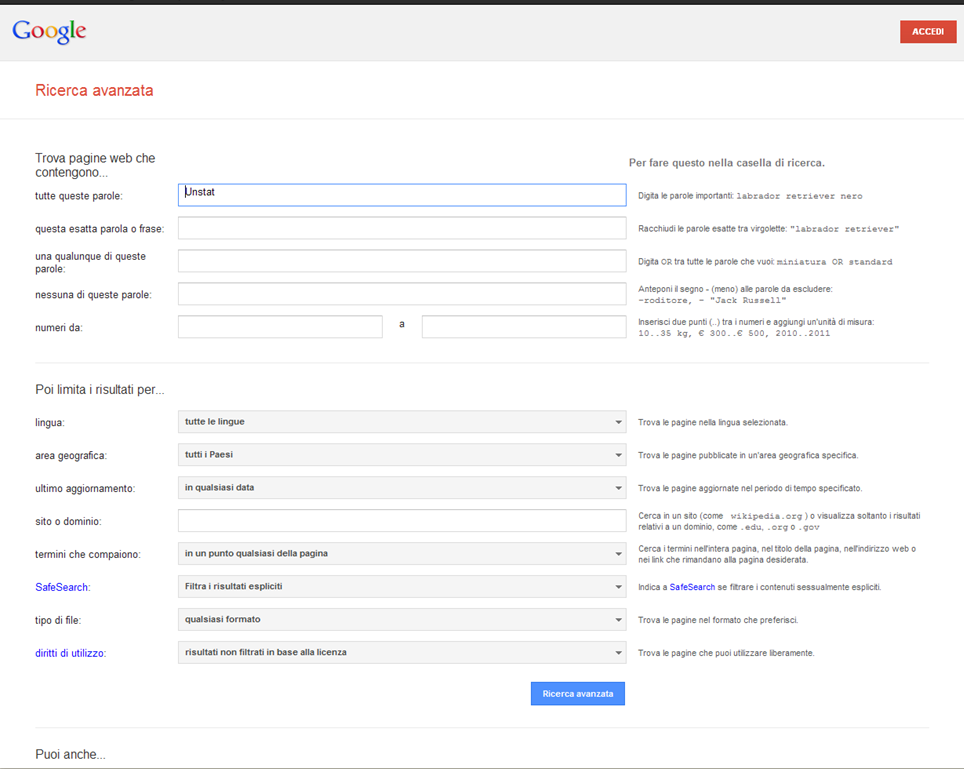 Google
ACCEDI
Ricerca avanzata
Trova pagine web che
contengono...
Per fare questo nella casella di ricerca.
tutte queste parole:
Unstat
Digita le parole importanti: labrador retriever nero
questa esatta parola o frase:
Racchiudi le parole esatte tra virgolette: "labrador retriever"
una qualunque di queste
parole:
Digita OR tra tutte le parole che vuoi: miniatura OR standard
nessuna di queste parole:
Anteponi il segno - (meno) alle parole da escludere:
-roditore, - "Jack Russell"
numeri da:
a
Inserisci due punti (..) tra i numeri e aggiungi un'unità di misura:
10..35 kg, € 300..€ 500, 2010..2011
Poi limita i risultati per...
lingua:
tutte le lingue
Trova le pagine nella lingua selezionata.
area geografica:
tutti i Paesi
Trova le pagine pubblicate in un'area geografica specifica.
ultimo aggiornamento:
in qualsiasi data
Trova le pagine aggiornate nel periodo di tempo specificato.
sito o dominio:
Cerca in un sito (come wikipedia.org ) o visualizza soltanto i risultati
relativi a un dominio, come .edu, .org o .gov
termini che compaiono:
in un punto qualsiasi della pagina
Cerca i termini nell'intera pagina, nel titolo della pagina, nell'indirizzo web o
nei link che rimandano alla pagina desiderata.
SafeSearch:
Filtra i risultati espliciti
Indica a SafeSearch se filtrare i contenuti sessualmente espliciti.
tipo di file:
qualsiasi formato
Trova le pagine nel formato che preferisci.
diritti di utilizzo:
risultati non filtrati in base alla licenza
Trova le pagine che puoi utilizzare liberamente.
Ricerca avanzata
Puoi anche...